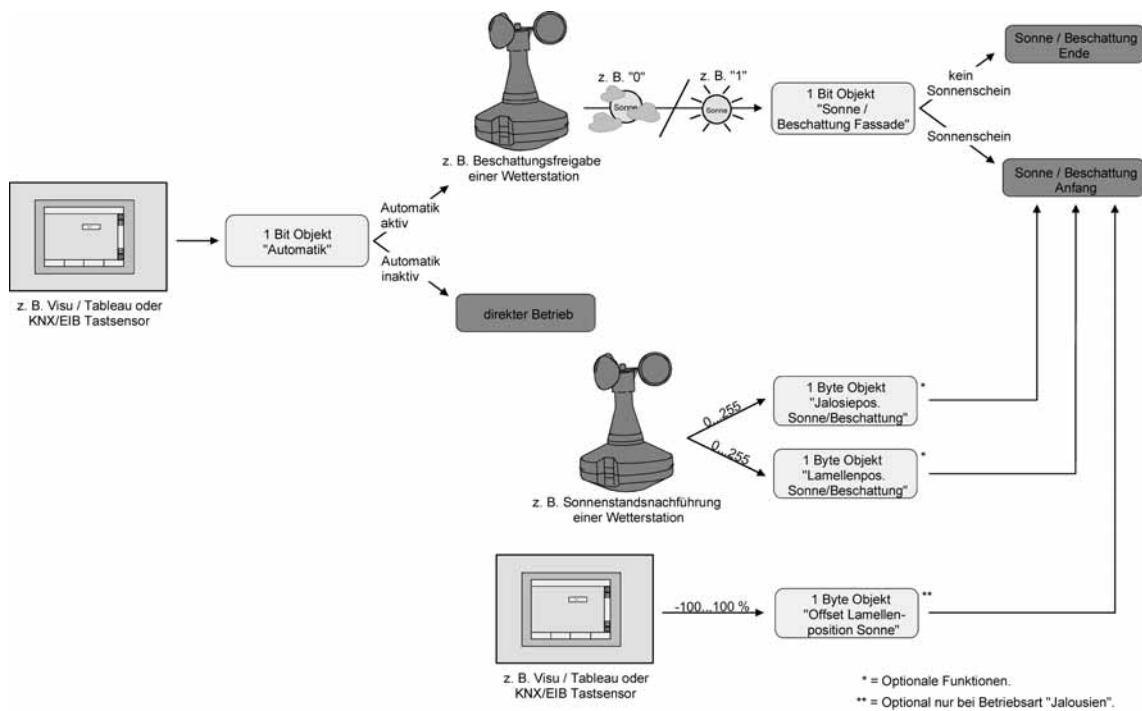 z. B. "0"
z. B. "1"
Sonne
Sonne
1 Bit Objekt
"Sonne /
Beschattung Fassade"
kein
Sonnenschein
Sonnenschein
Sonne / Beschattung
Ende
Sonne / Beschattung
Anfang
z. B. Beschattungsfreigabe
einer Wetterstation
1 Bit Objekt
"Automatik"
Automatik
aktiv
Automatik
inaktiv
z. B. Visu / Tableau oder
KNX/EIB Tastsensor
direkter Betrieb
0...255
0...255
1 Byte Objekt
"Jalosiepos.
Sonne/Beschattung"
*
1 Byte Objekt
"Lamellenpos.
Sonne/Beschattung"
*
z. B. Sonnenstandsnachführung
einer Wetterstation
-100...100 %
1 Byte Objekt
"Offset Lamellen-
position Sonne"
**
z. B. Visu / Tableau oder
KNX/EIB Tastsensor
* = Optionale Funktionen.
** = Optional nur bei Betriebsart "Jalousien".